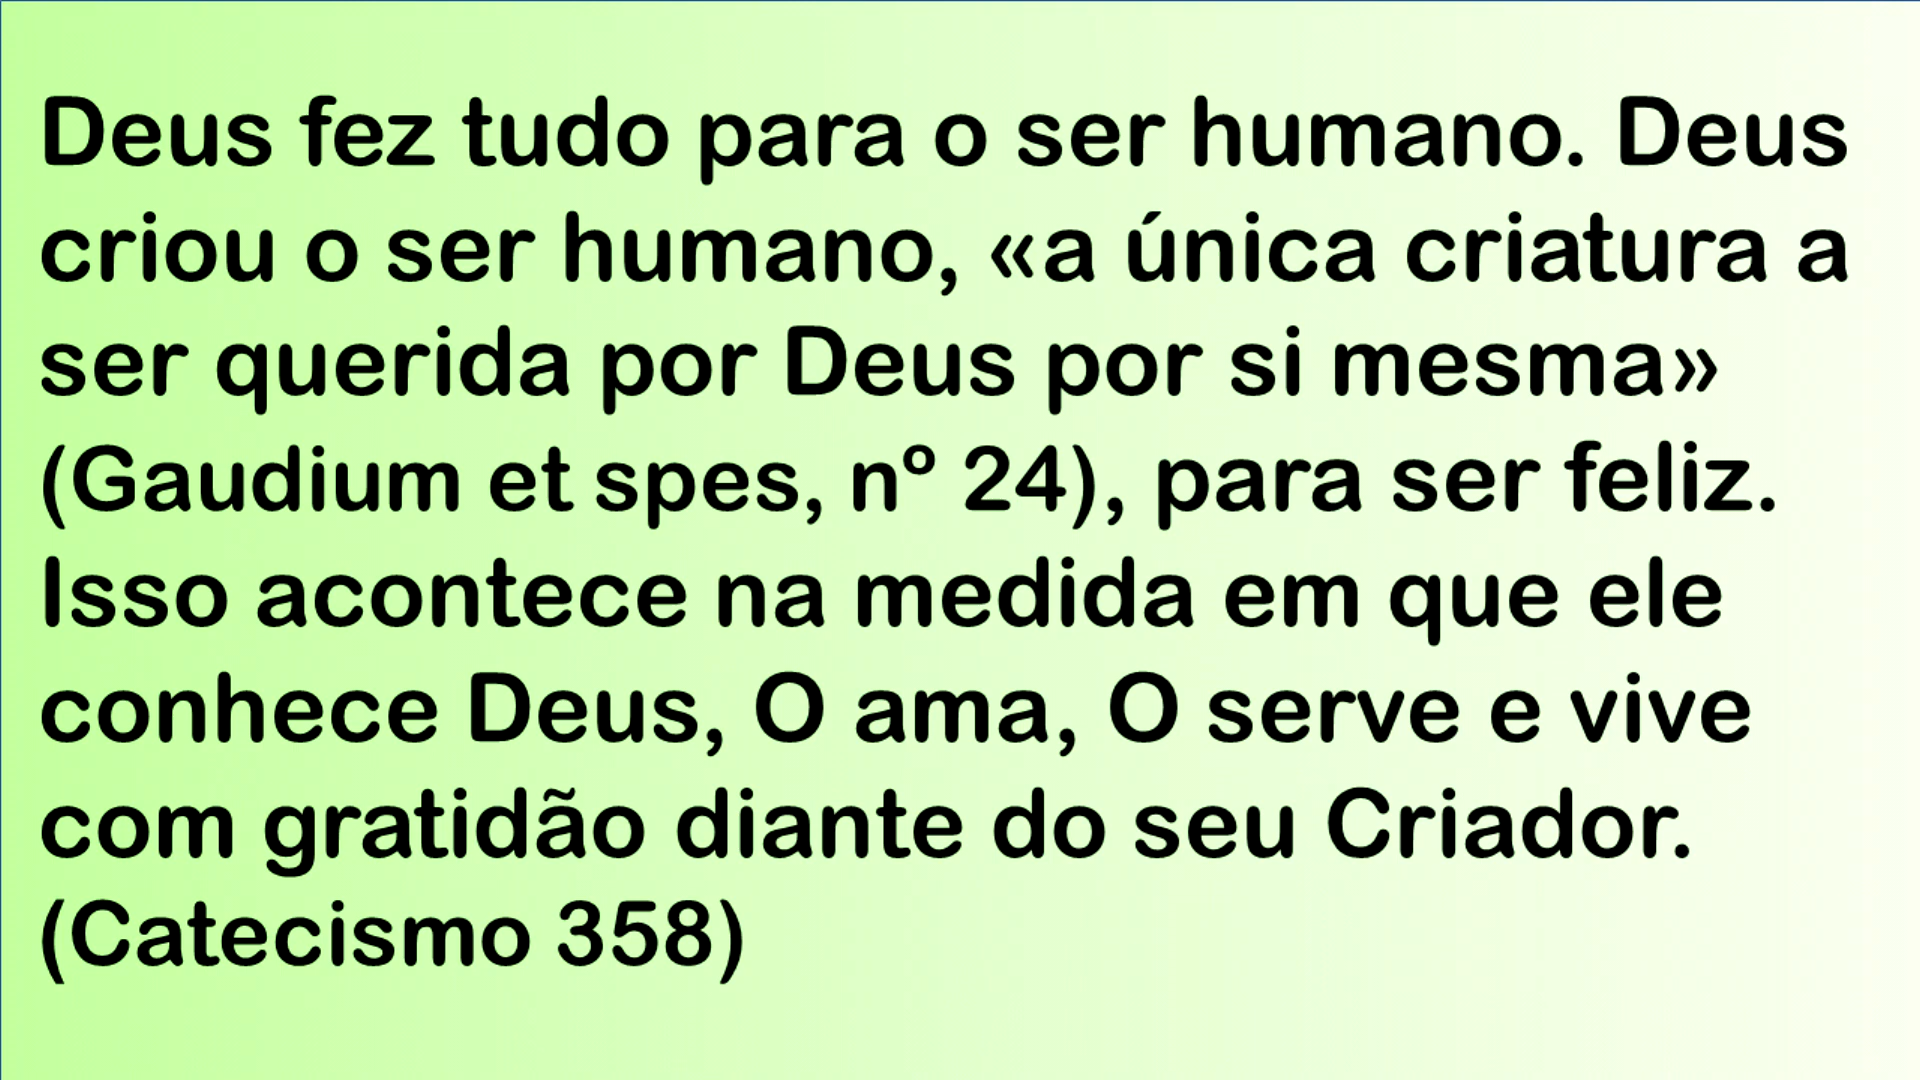 Deus fez tudo para o ser humano. Deus
criou o ser humano, «a única criatura a
ser querida por Deus por si mesma»
(Gaudium et spes, nº 24), para ser feliz.
Isso acontece na medida em que ele
conhece Deus, O ama, O serve e vive
com gratidão diante do seu Criador.
(Catecismo 358)